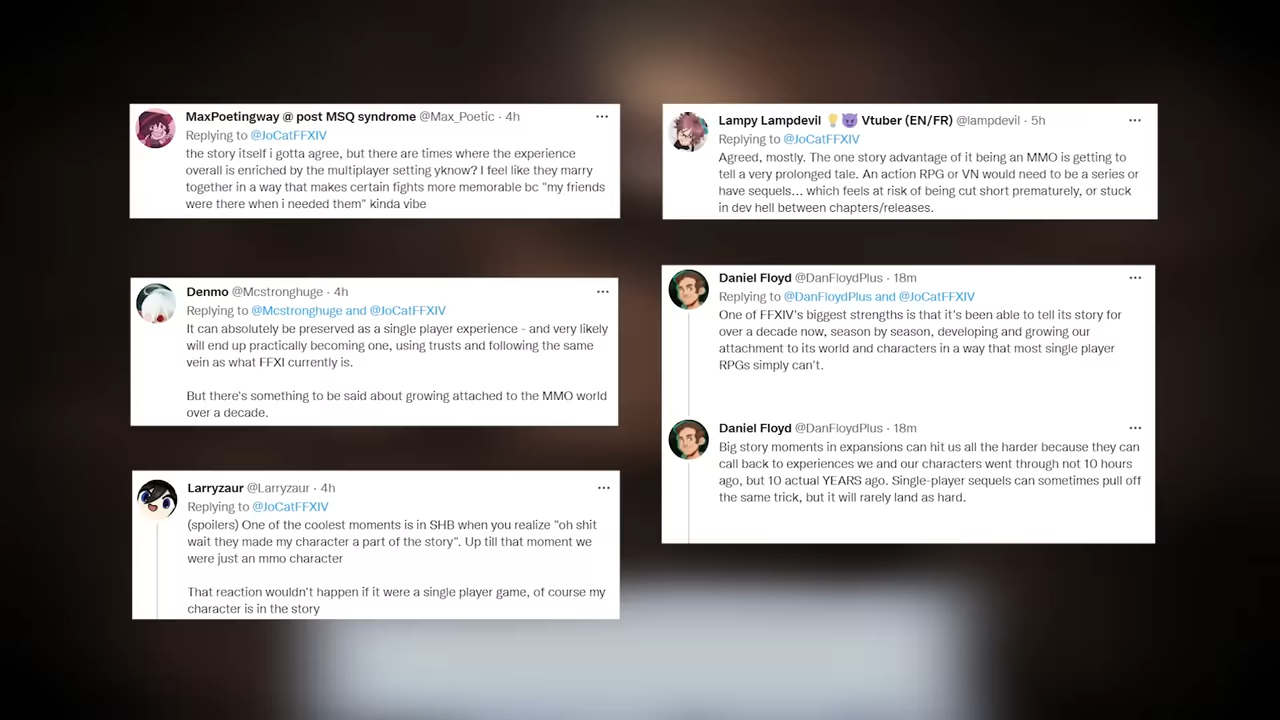 MaxPoetingway @ post MSQ syndrome @Max_Poetic · 4h
Replying to @JoCatFFXIV
the story itself i gotta agree, but there are times where the experience
overall is enriched by the multiplayer setting yknow? I feel like they marry
together in a way that makes certain fights more memorable bc "my friends
were there when i needed them" kinda vibe
Denmo @Mcstronghuge · 4h
Replying to @Mcstronghuge and @JoCatFFXIV
It can absolutely be preserved as a single player experience - and very likely
will end up practically becoming one, using trusts and following the same
vein as what FFXI currently is.
But there's something to be said about growing attached to the MMO world
over a decade.
Larryzaur @Larryzaur · 4h
Replying to @JoCatFFXIV
(spoilers) One of the coolest moments is in SHB when you realize "oh shit
wait they made my character a part of the story". Up till that moment we
were just an mmo character
That reaction wouldn't happen if it were a single player game, of course my
character is in the story
Lampy Lampdevil 💡😈 Vtuber (EN/FR) @lampdevil · 5h
Replying to @JoCatFFXIV
Agreed, mostly. The one story advantage of it being an MMO is getting to
tell a very prolonged tale. An action RPG or VN would need to be a series or
have sequels... which feels at risk of being cut short prematurely, or stuck
in dev hell between chapters/releases.
Daniel Floyd @DanFloydPlus · 18m
Replying to @DanFloydPlus and @JoCatFFXIV
One of FFXIV's biggest strengths is that it's been able to tell its story for
over a decade now, season by season, developing and growing our
attachment to its world and characters in a way that most single player
RPGs simply can't.
Daniel Floyd @DanFloydPlus · 18m
Big story moments in expansions can hit us all the harder because they can
call back to experiences we and our characters went through not 10 hours
ago, but 10 actual YEARS ago. Single-player sequels can sometimes pull off
the same trick, but it will rarely land as hard.